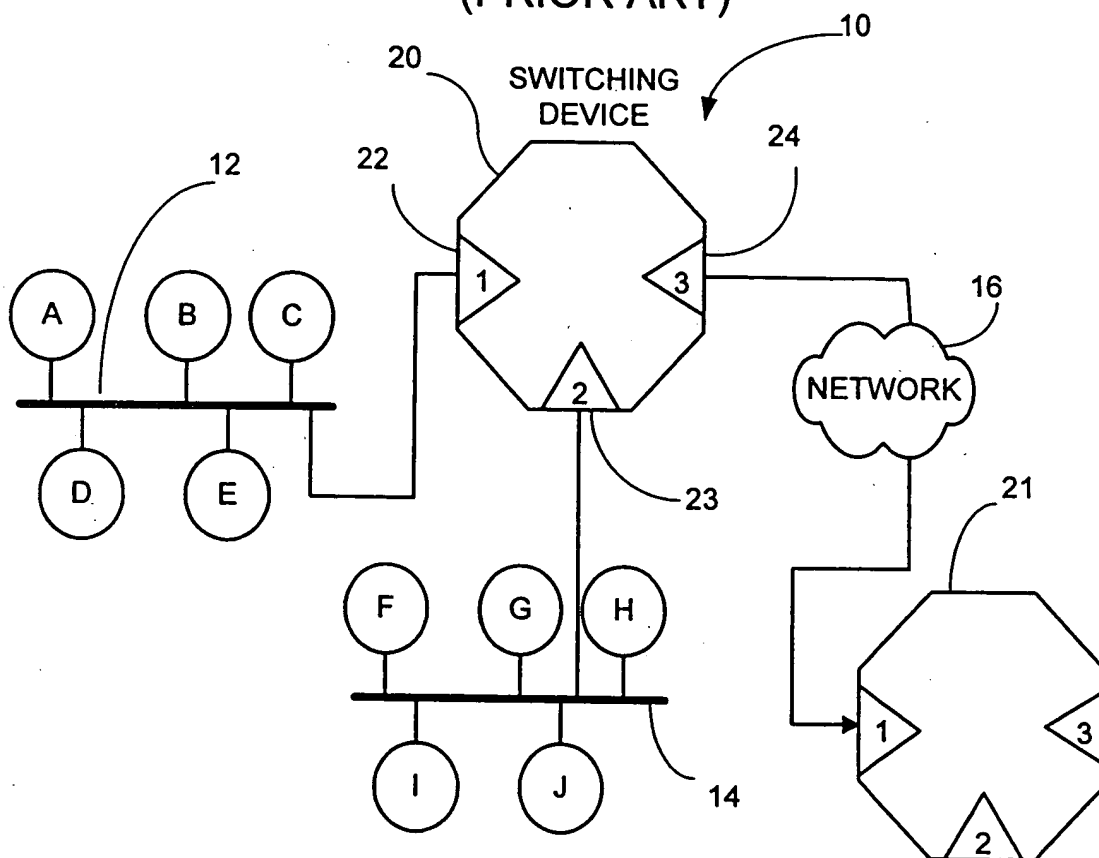 (PRIOR ART)
10
20
SWITCHING
DEVICE
24
22
12
1
3
16
A
B
C
2
NETWORK
D
E
23
21
F
G
H
1
3
I
J
14
2